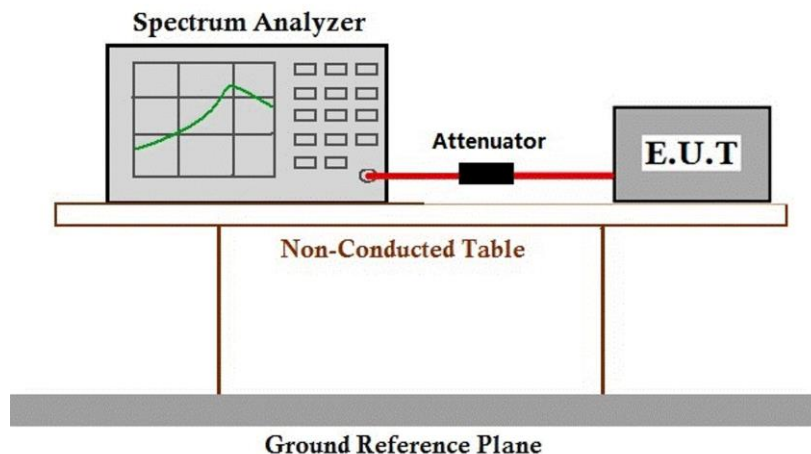 Spectrum Analyzer
Attenuator
E.U.T
Non-Conducted Table
Ground Reference Plane